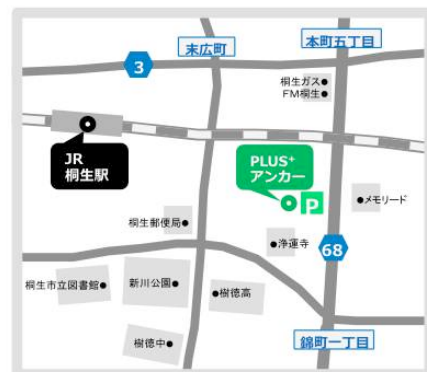 末広町
本町五丁目
3
桐生ガス
FM桐生
JR
桐生駅
PLUS+
アンカー
P
メモリード
桐生郵便局
浄運寺
68
桐生市立図書館
新川公園
樹徳高
樹徳中
錦町一丁目